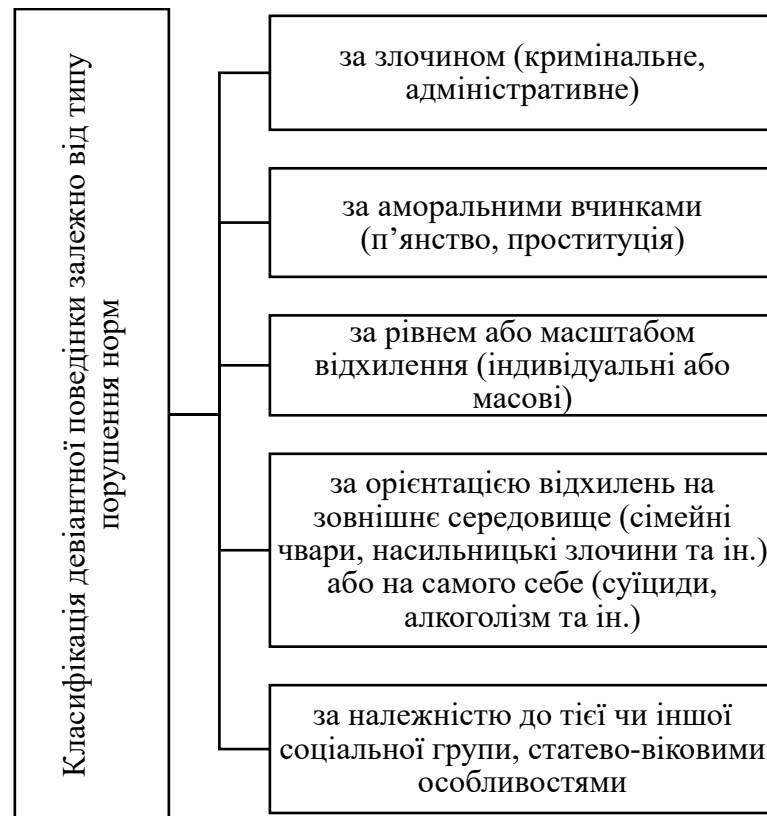 Класифікація девіантної поведінки залежно від типу
порушення норм
за злочином (кримінальне,
адміністративне)
за аморальними вчинками
(п’янство, проституція)
за рівнем або масштабом
відхилення (індивідуальні або
масові)
за орієнтацією відхилень на
зовнішнє середовище (сімейні
чвари, насильницькі злочини та ін.)
або на самого себе (суїциди,
алкоголізм та ін.)
за належністю до тієї чи іншої
соціальної групи, статево-віковими
особливостями